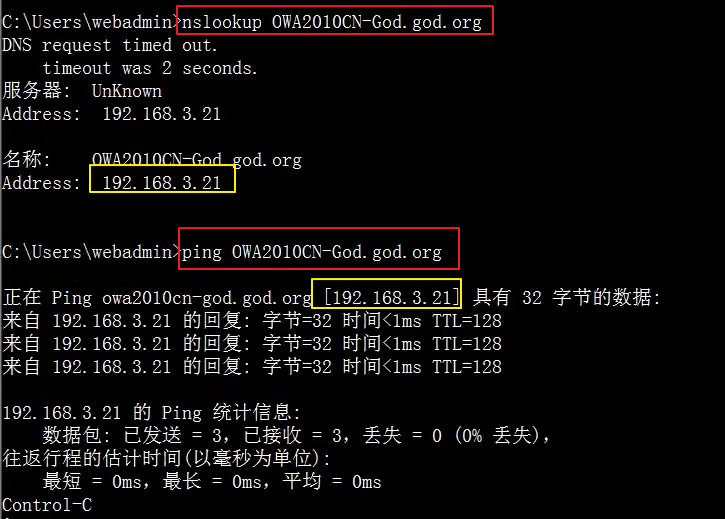 C:\Users\webadmin>nslookup OWA2010CN-God.god.org
DNS request timed out.
    timeout was 2 seconds.
服务器:  UnKnown
Address:  192.168.3.21
名称:    OWA2010CN-God.god.org
Address:  192.168.3.21
C:\Users\webadmin>ping OWA2010CN-God.god.org
正在 Ping owa2010cn-god.god.org [192.168.3.21] 具有 32 字节的数据:
来自 192.168.3.21 的回复: 字节=32 时间<1ms TTL=128
来自 192.168.3.21 的回复: 字节=32 时间<1ms TTL=128
来自 192.168.3.21 的回复: 字节=32 时间<1ms TTL=128
192.168.3.21 的 Ping 统计信息:
    数据包: 已发送 = 3，已接收 = 3，丢失 = 0 (0% 丢失)，
往返行程的估计时间(以毫秒为单位):
    最短 = 0ms，最长 = 0ms，平均 = 0ms
Control-C